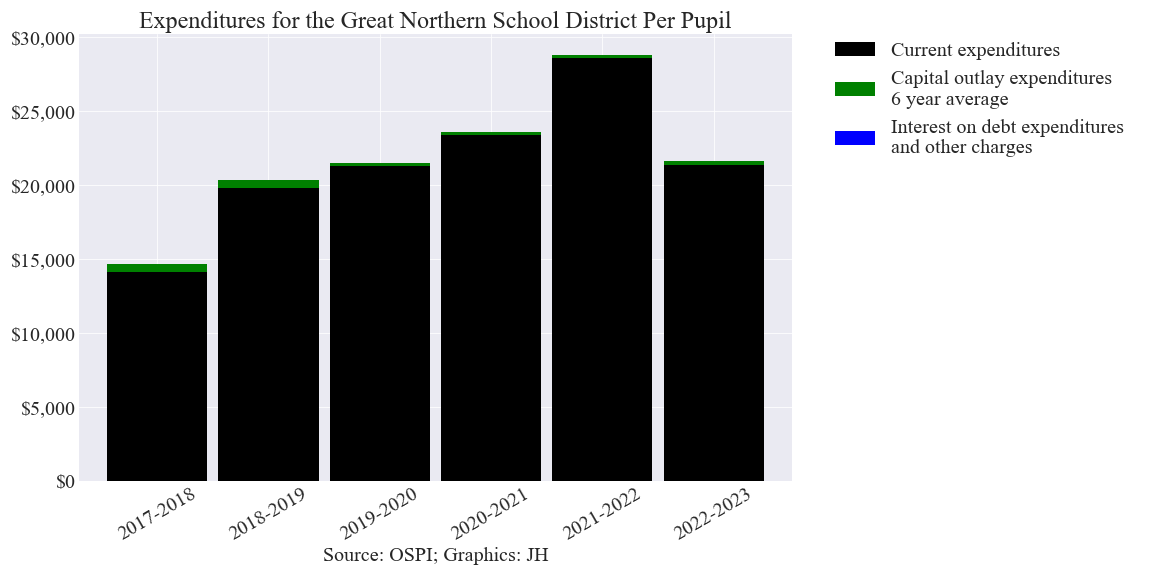 Expenditures for the Great Northern School District Per Pupil
$30,000
$25,000
$20,000
$15,000
$10,000
$5,000
$0
2017-2018
2018-2019
2019-2020
2020-2021
2021-2022
2022-2023
Source: OSPI; Graphics: JH
Current expenditures
Capital outlay expenditures
6 year average
Interest on debt expenditures
and other charges